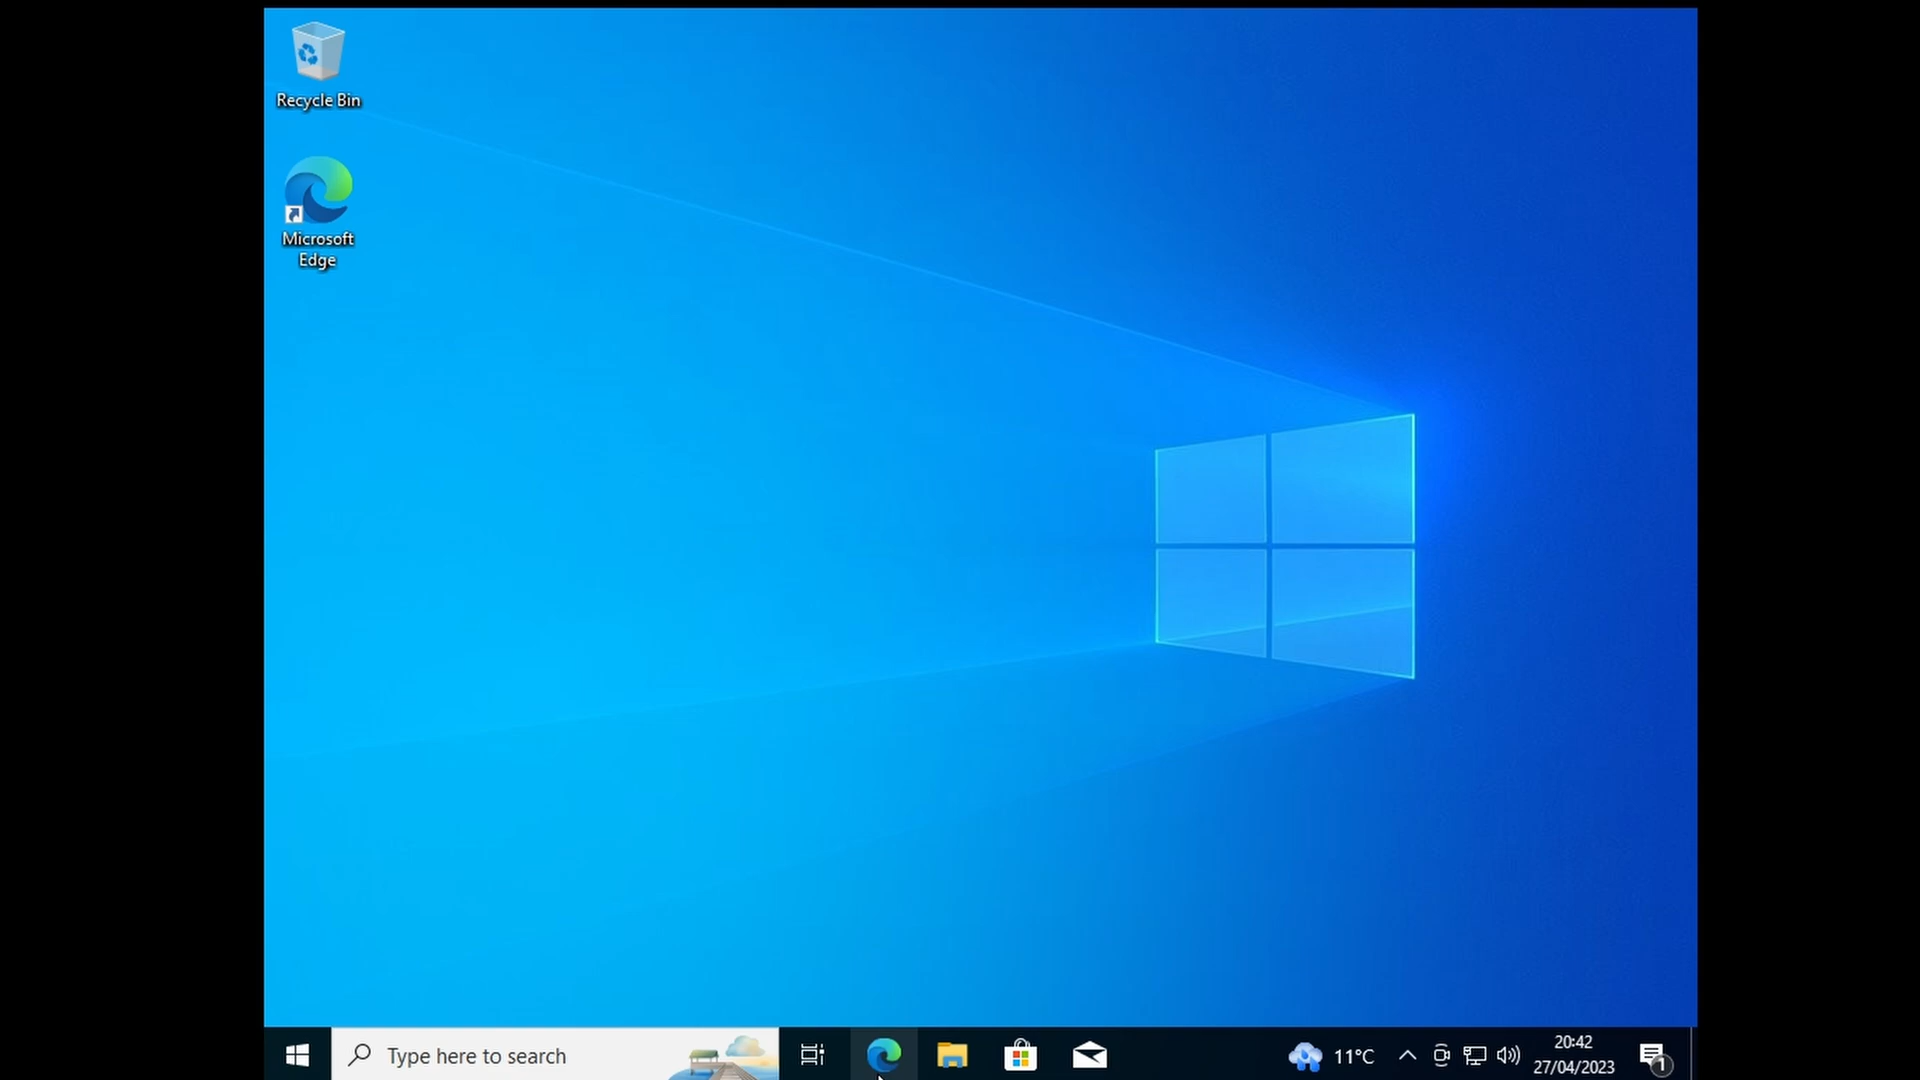 Recycle Bin
Microsoft
Edge
Type here to search
11°C
20:42
27/04/2023
1